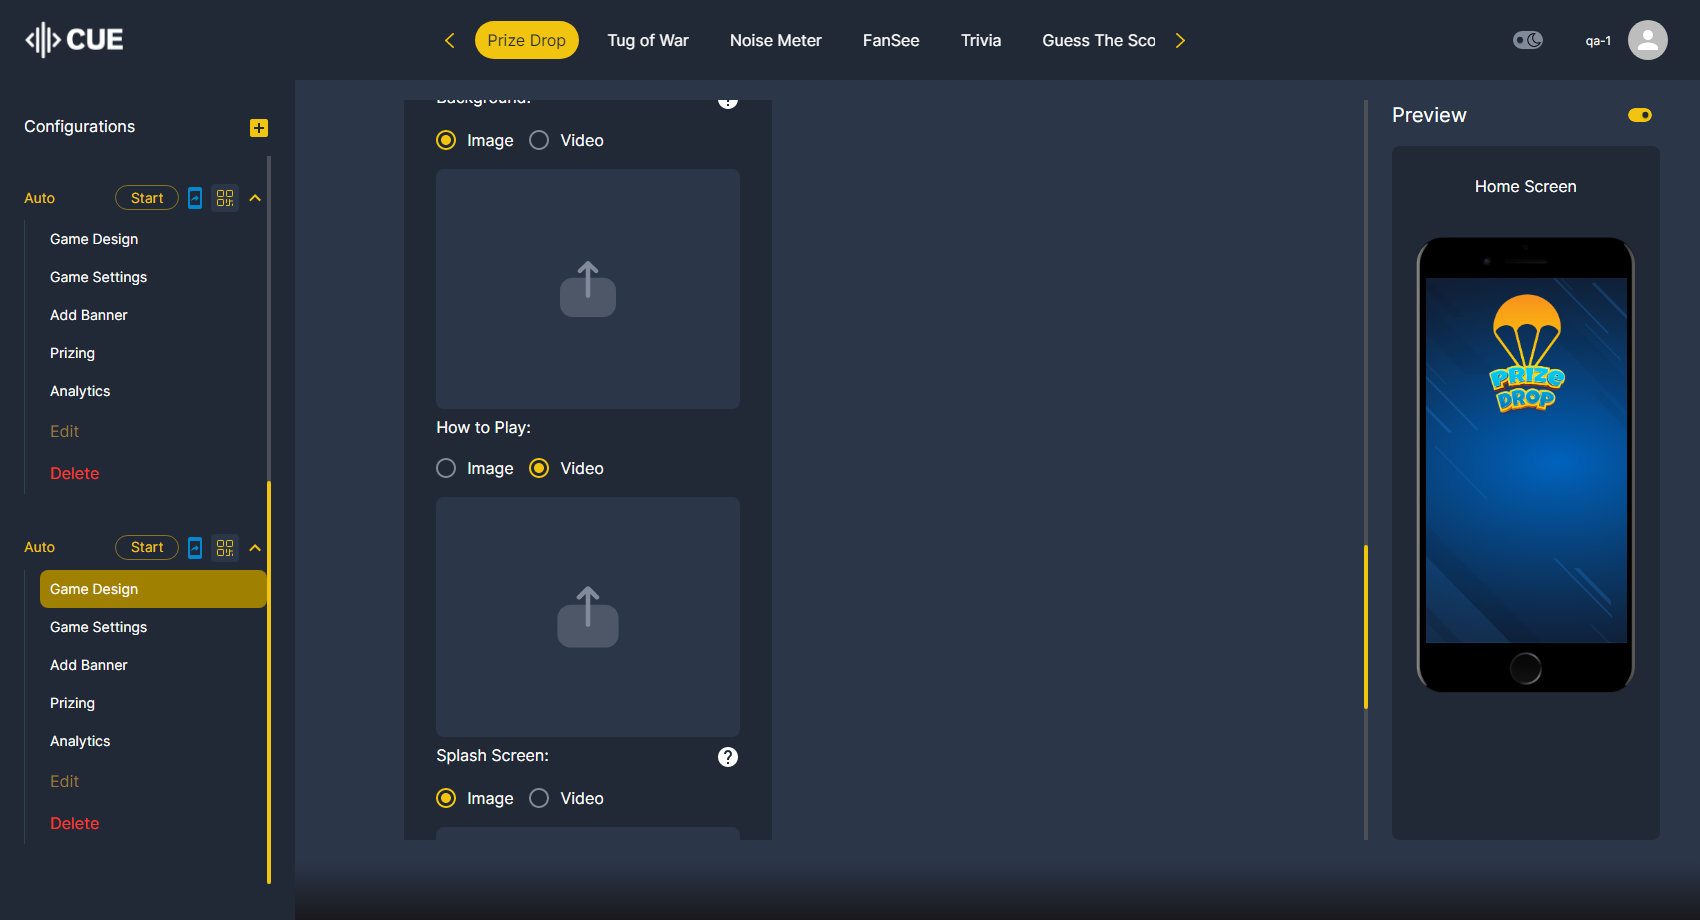 CUE
Prize Drop
Tug of War
Noise Meter
FanSee
Trivia
Guess The Sco
qa-1
Configurations
Auto
Start
Game Design
Game Settings
Add Banner
Prizing
Analytics
Edit
Delete
Auto
Start
Game Design
Game Settings
Add Banner
Prizing
Analytics
Edit
Delete
Background:
Image
Video
How to Play:
Image
Video
Splash Screen:
?
Image
Video
Preview
Home Screen
PRIZE
DROP